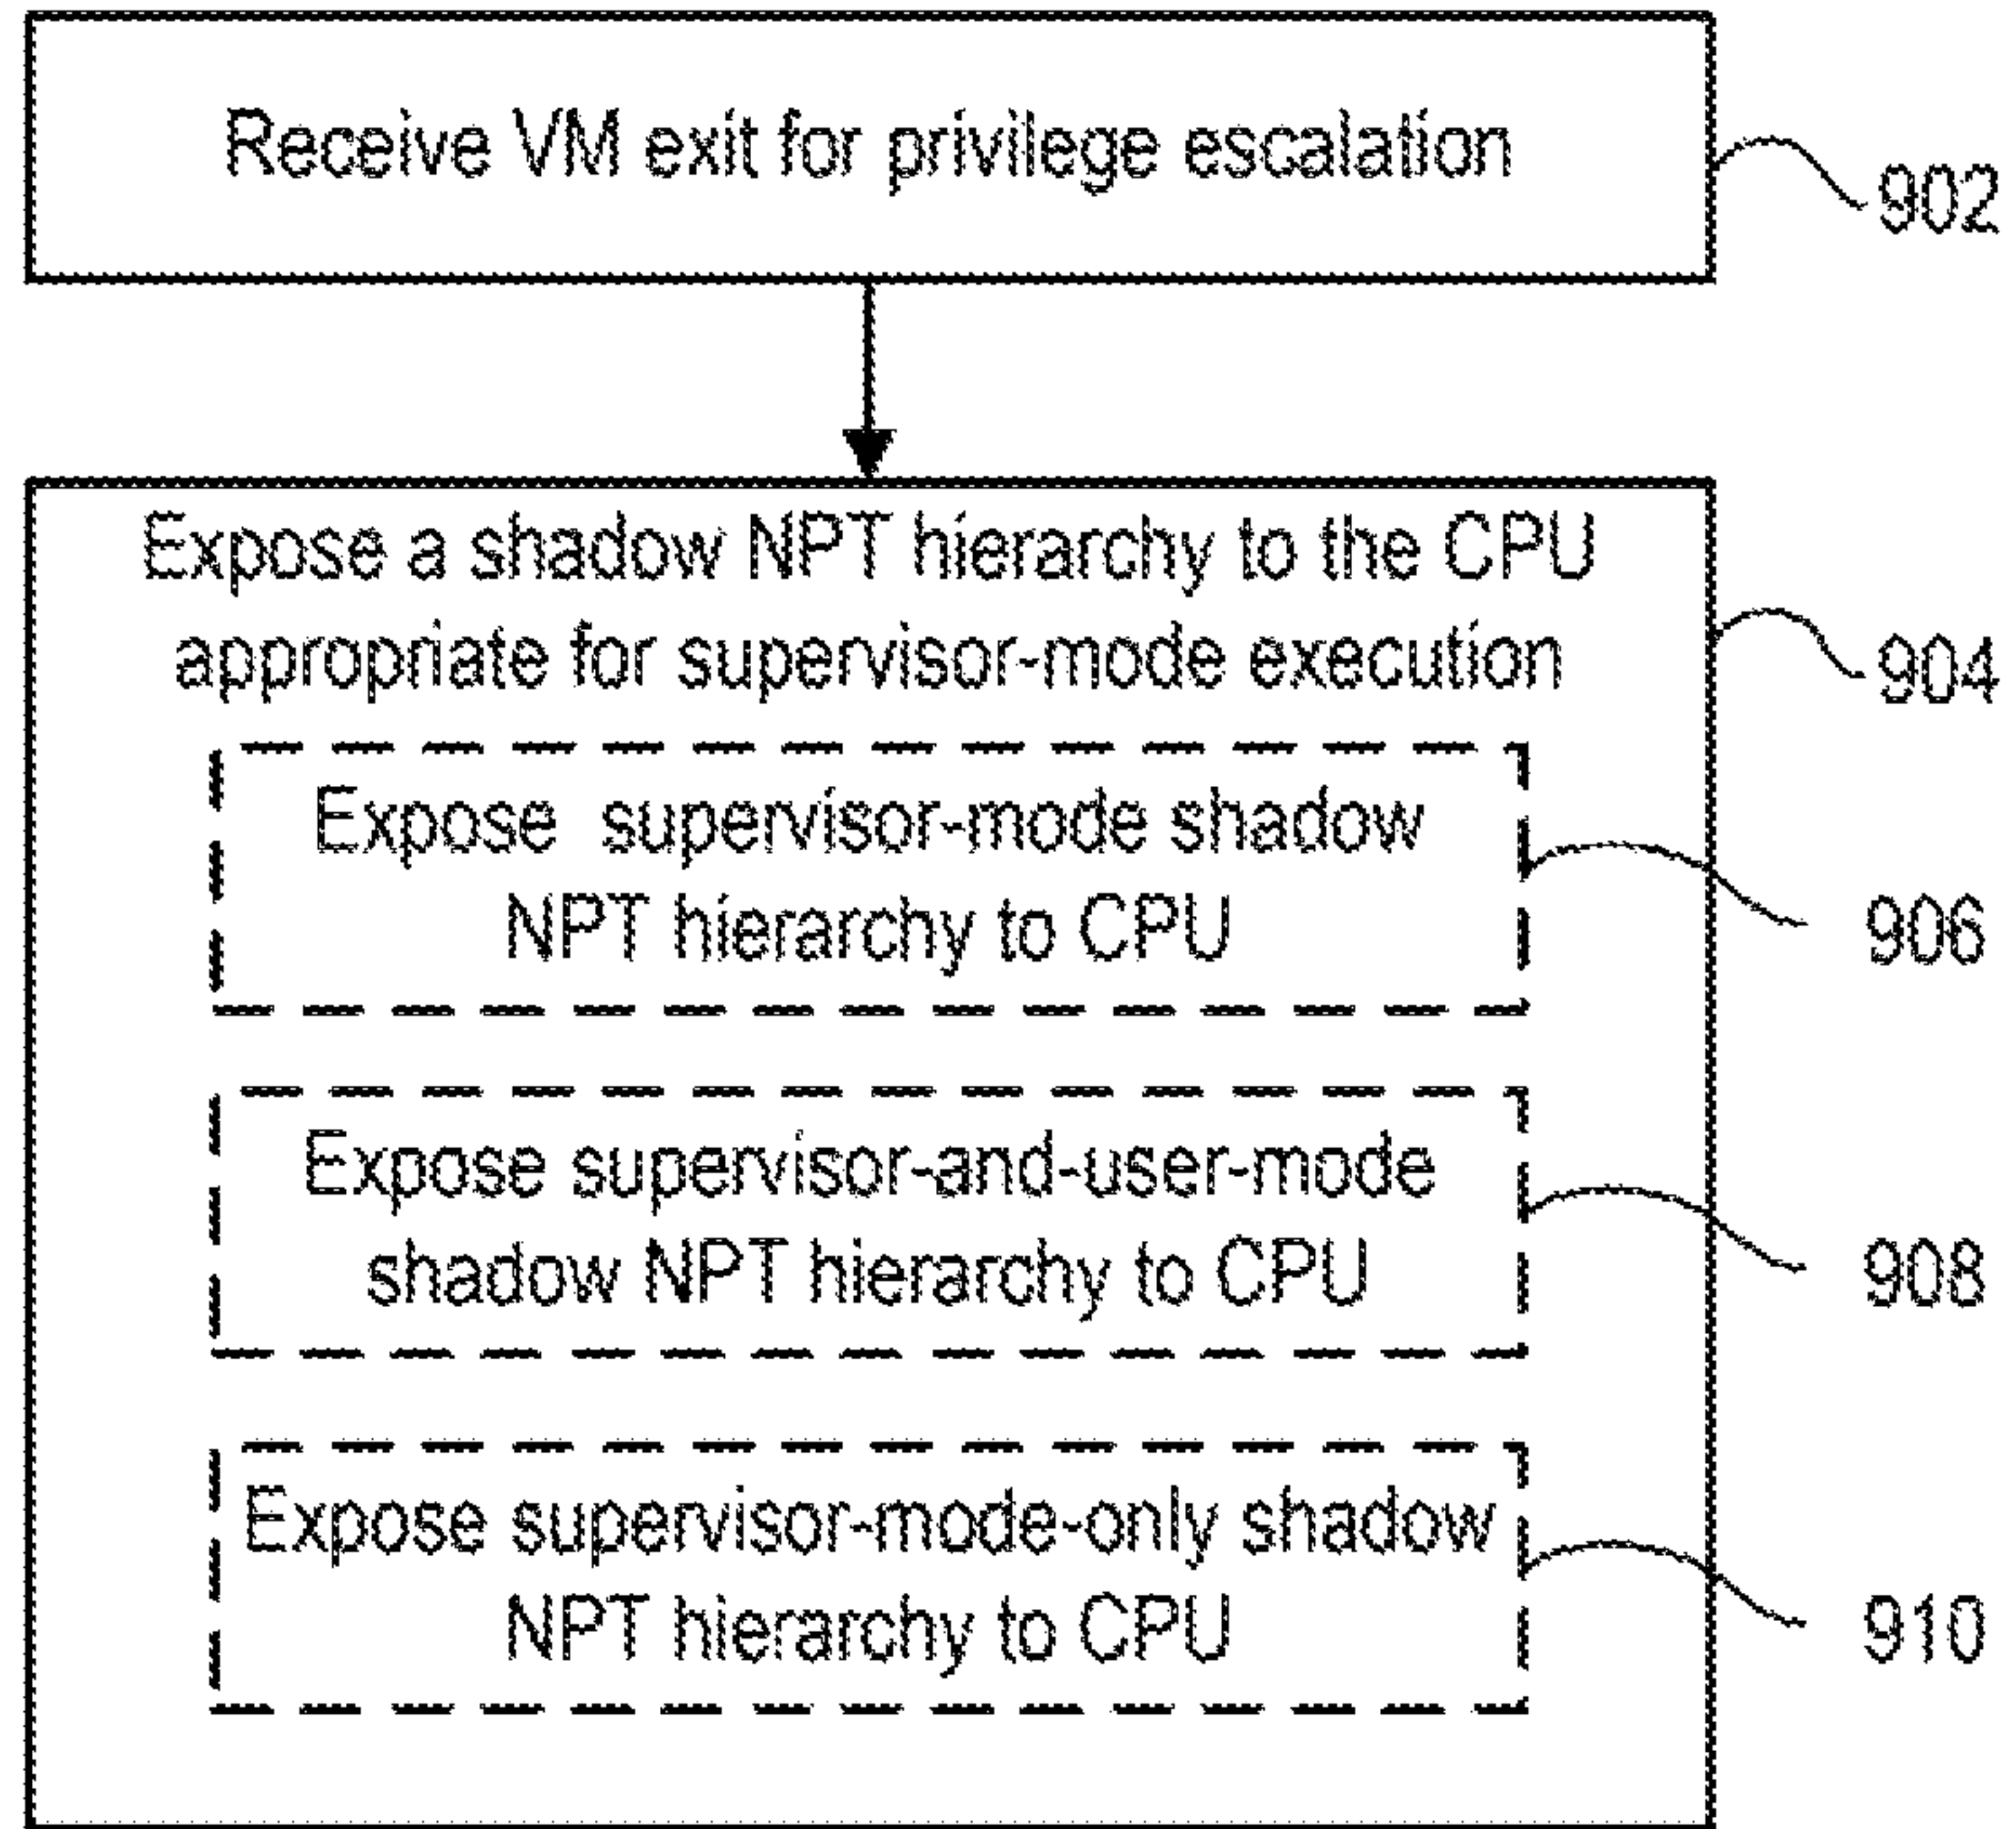 Receive VM exit for privilege escalation
902
Expose a shadow NPT hierarchy to the CPU
appropriate for supervisor-mode execution
904
Expose supervisor-mode shadow
NPT hierarchy to CPU
906
Expose supervisor-and-user-mode
shadow NPT hierarchy to CPU
908
Expose supervisor-mode-only shadow
NPT hierarchy to CPU
910